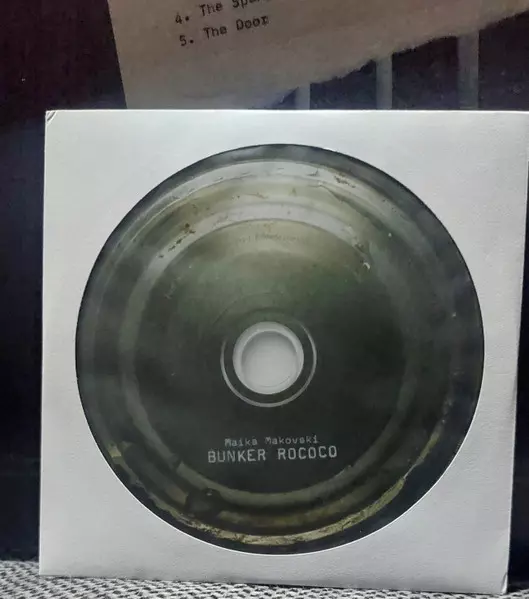 4. The
5. The Door
Maika Makovski
BUNKER ROCOCO